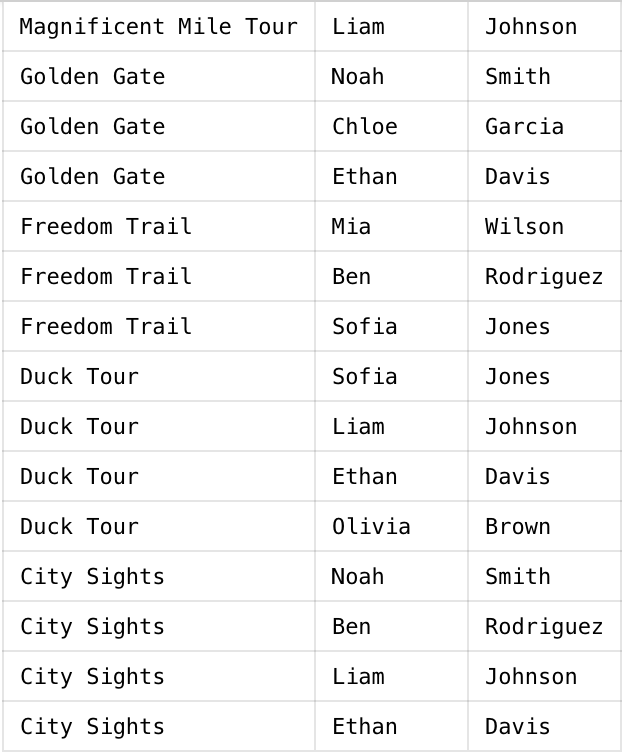 Magnificent Mile Tour Liam Johnson
Golden Gate Noah Smith
Golden Gate Chloe Garcia
Golden Gate Ethan Davis
Freedom Trail Mia Wilson
Freedom Trail Ben Rodriguez
Freedom Trail Sofia Jones
Duck Tour Sofia Jones
Duck Tour Liam Johnson
Duck Tour Ethan Davis
Duck Tour Olivia Brown
City Sights Noah Smith
City Sights Ben Rodriguez
City Sights Liam Johnson
City Sights Ethan Davis